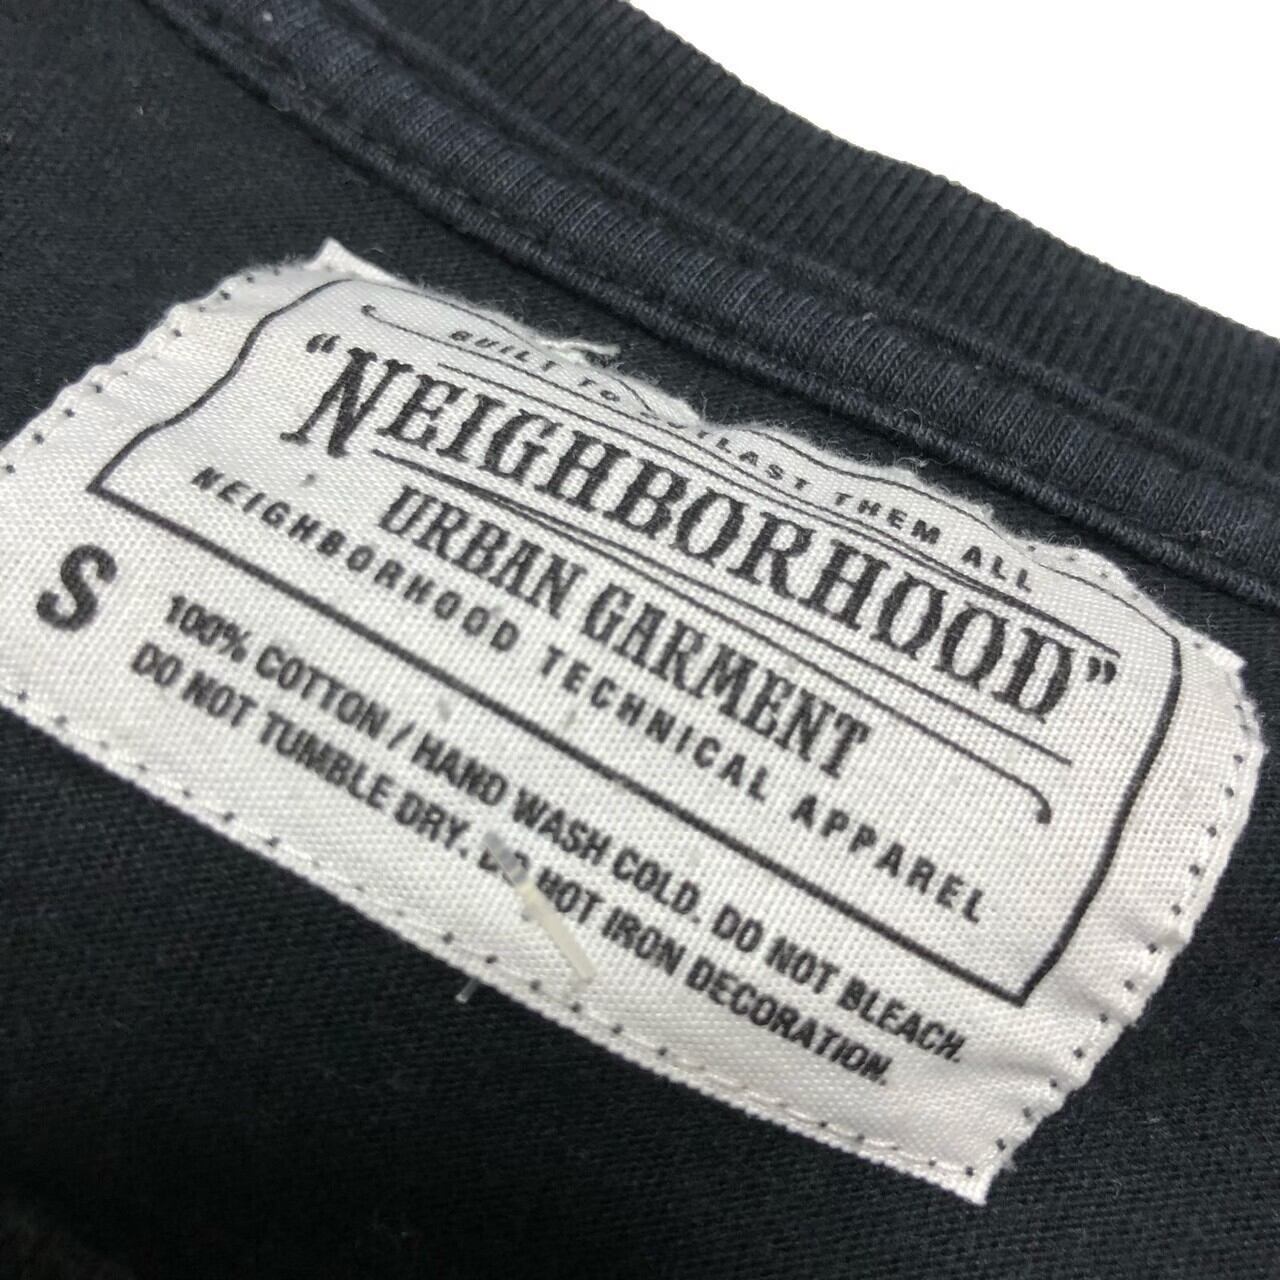 BUILT TO OUTLAST THEM ALL
"NEIGHBORHOOD"
URBAN GARMENT
NEIGHBORHOOD TECHNICAL APPAREL
S
100% COTTON / HAND WASH COLD. DO NOT BLEACH.
DO NOT TUMBLE DRY. DO NOT IRON DECORATION.